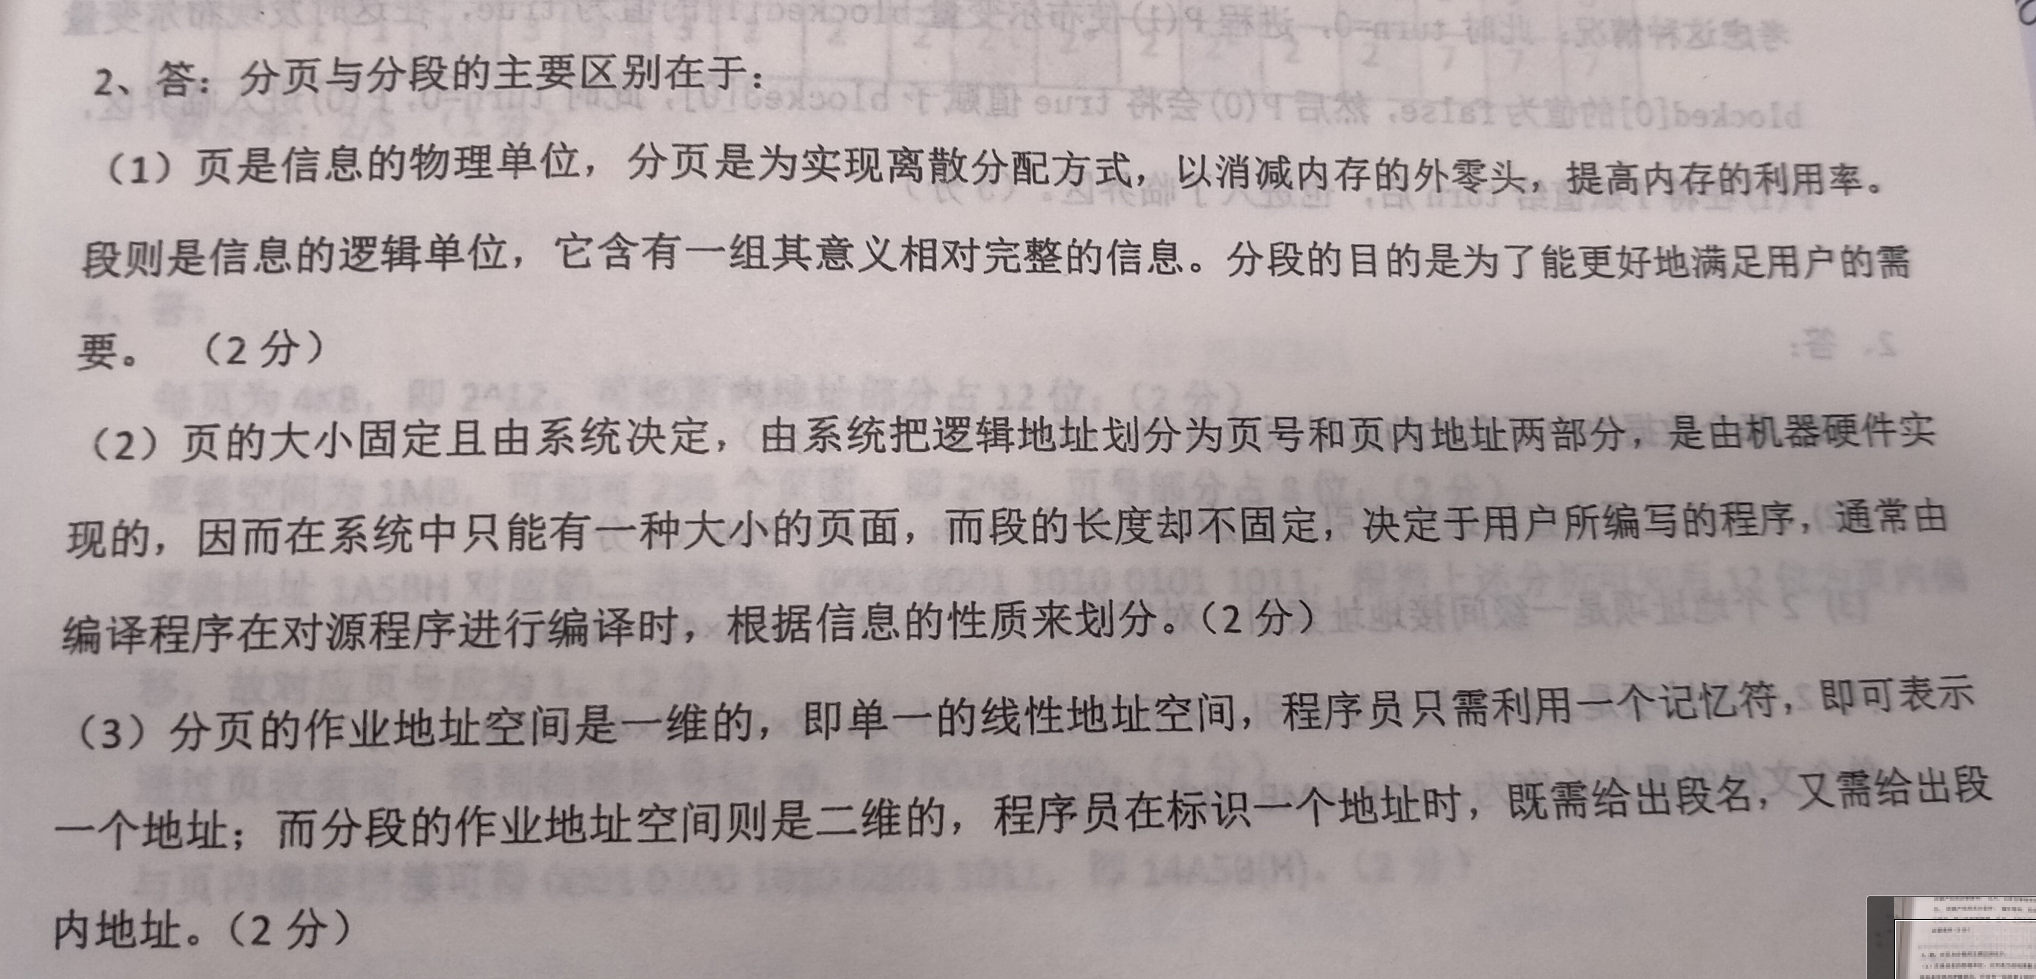 2、答：分页与分段的主要区别在于：
（1）页是信息的物理单位，分页是为实现离散分配方式，以消减内存的外零头，提高内存的利用率。
段则是信息的逻辑单位，它含有一组其意义相对完整的信息。分段的目的是为了能更好地满足用户的需
要。 （2 分）
（2）页的大小固定且由系统决定，由系统把逻辑地址划分为页号和页内地址两部分，是由机器硬件实
现的，因而在系统中只能有一种大小的页面，而段的长度却不固定，决定于用户所编写的程序，通常由
编译程序在对源程序进行编译时，根据信息的性质来划分。（2 分）
（3）分页的作业地址空间是一维的，即单一的线性地址空间，程序员只需利用一个记忆符，即可表示
一个地址；而分段的作业地址空间则是二维的，程序员在标识一个地址时，既需给出段名，又需给出段
内地址。（2 分）